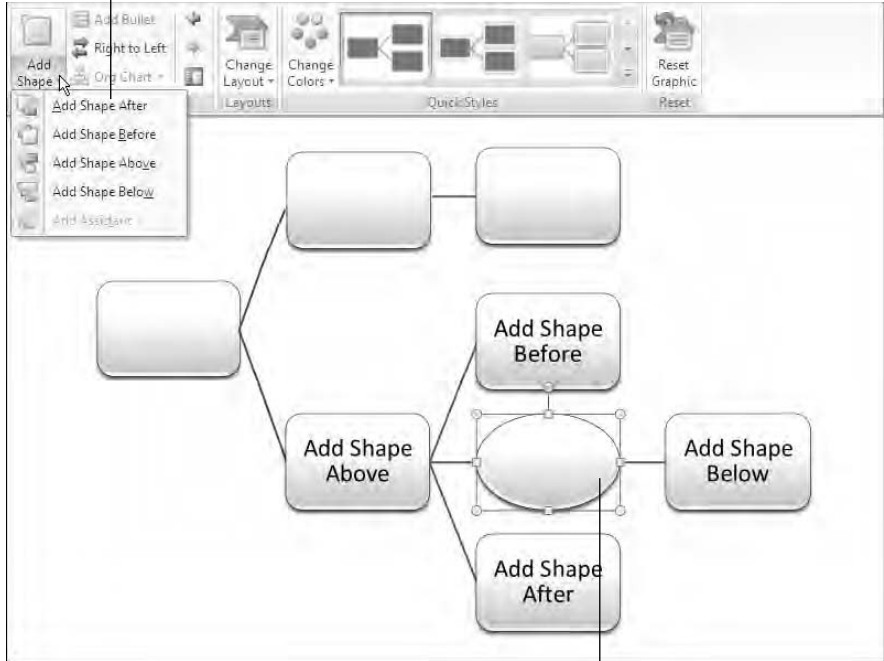 Add Bullet
Right to Left
Org Chart
Add
Shape
Change
Layout
Change
Colors
Reset
Graphic
Layouts
Quick Styles
Reset
Add Shape After
Add Shape Before
Add Shape Above
Add Shape Below
Add Assistant
Add Shape
Before
Add Shape
Above
Add Shape
Below
Add Shape
After